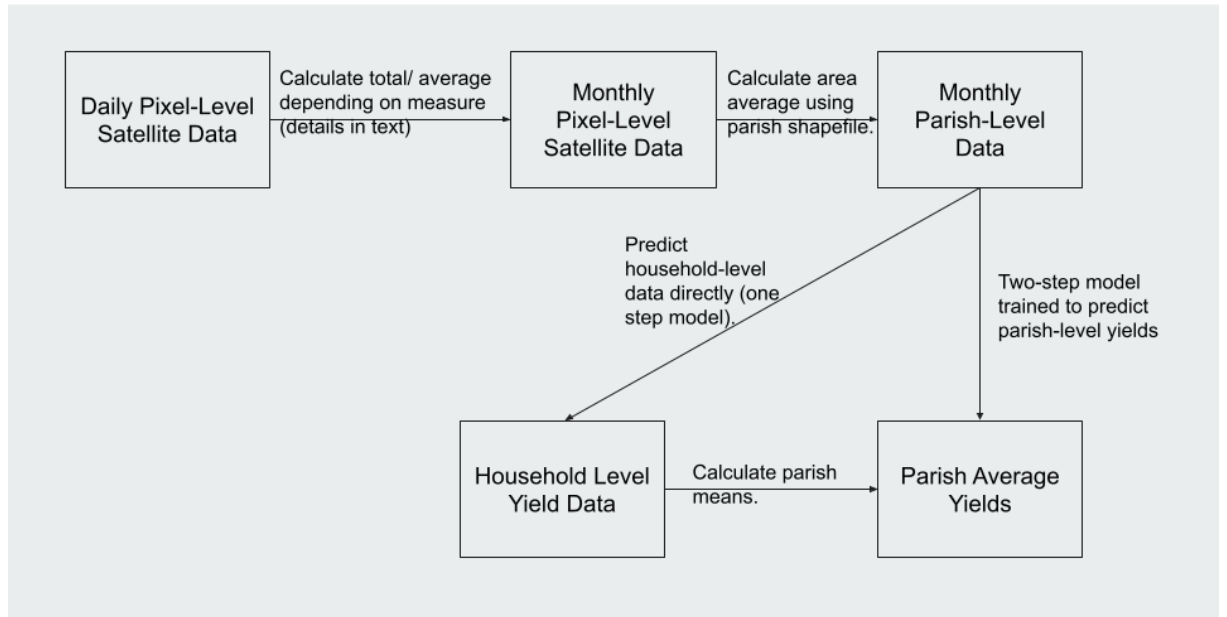 Daily Pixel-Level
Satellite Data
Calculate total/ average
depending on measure
(details in text)
Monthly
Pixel-Level
Satellite Data
Calculate area
average using
parish shapefile.
Monthly
Parish-Level
Data
Predict
household-level
data directly (one
step model).
Two-step model
trained to predict
parish-level yields
Household Level
Yield Data
Calculate parish
means.
Parish Average
Yields